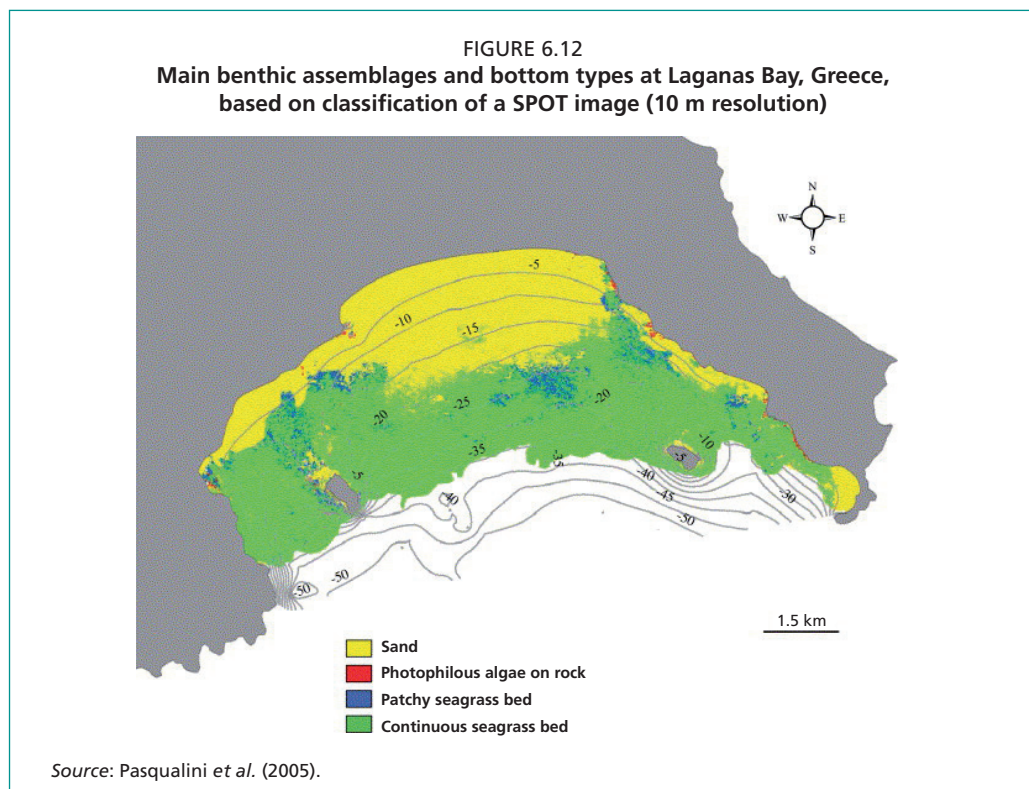 FIGURE 6.12
Main benthic assemblages and bottom types at Laganas Bay, Greece,
based on classification of a SPOT image (10 m resolution)
N
W E
S
-5
-10
-15
-20
-25
-20
-35
-35
-5
-10
-5
-40
-40
-45
-30
-50
-50
-50
1.5 km
Sand
Photophilous algae on rock
Patchy seagrass bed
Continuous seagrass bed
Source: Pasqualini et al. (2005).